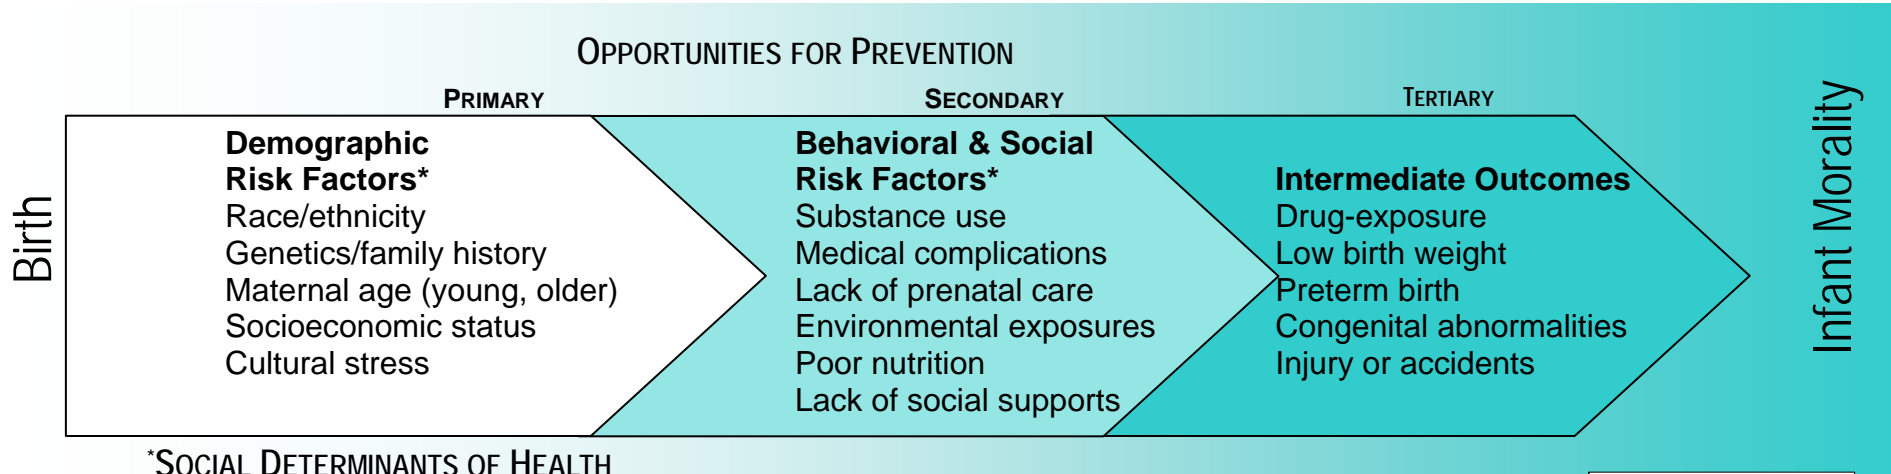 OPPORTUNITIES FOR PREVENTION
PRIMARY
SECONDARY
TERTIARY
Birth
Demographic
Risk Factors*
Race/ethnicity
Genetics/family history
Maternal age (young, older)
Socioeconomic status
Cultural stress
Behavioral & Social
Risk Factors*
Substance use
Medical complications
Lack of prenatal care
Environmental exposures
Poor nutrition
Lack of social supports
Intermediate Outcomes
Drug-exposure
Low birth weight
Preterm birth
Congenital abnormalities
Injury or accidents
Infant Morality
*SOCIAL DETERMINANTS OF HEALTH